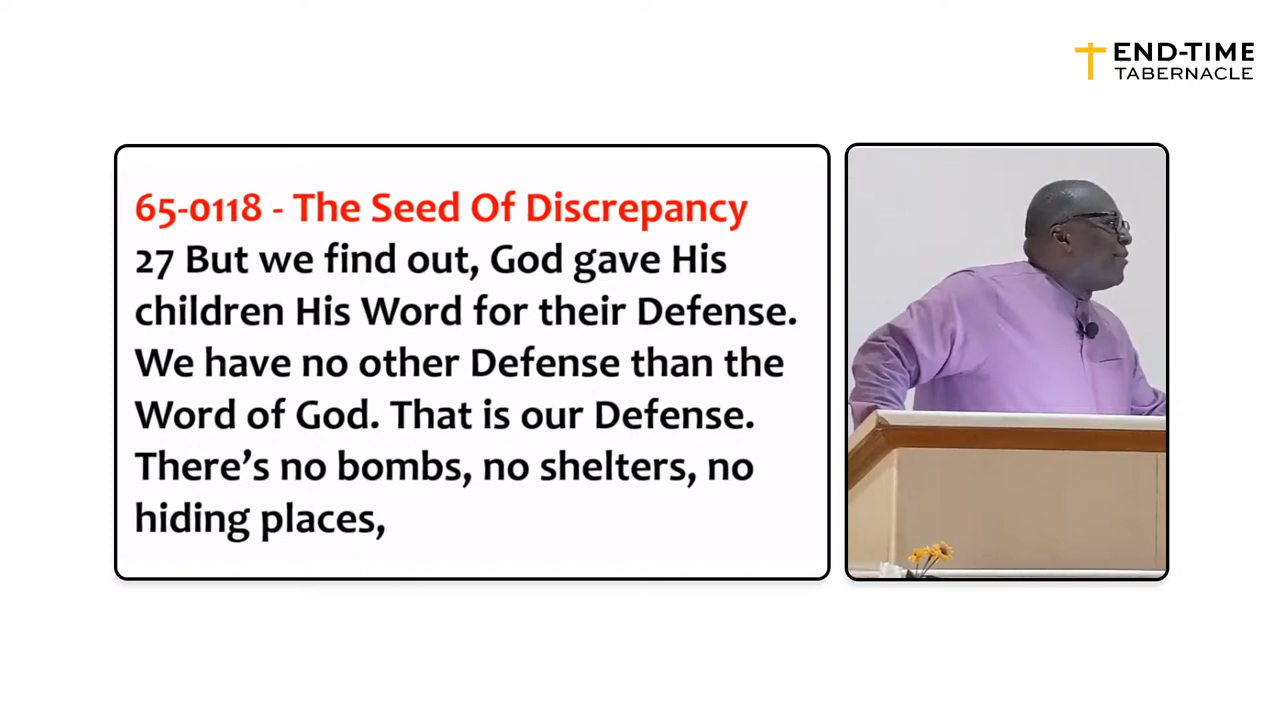 END-TIME
TABERNACLE
65-0118 - The Seed Of Discrepancy
27 But we find out, God gave His
children His Word for their Defense.
We have no other Defense than the
Word of God. That is our Defense.
There's no bombs, no shelters, no
hiding places,